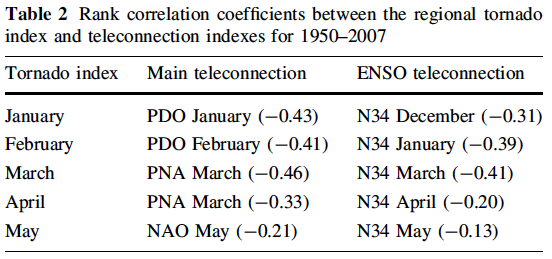 Table 2 Rank correlation coefficients between the regional tornado
index and teleconnection indexes for 1950–2007
Tornado index Main teleconnection ENSO teleconnection
January PDO January (−0.43) N34 December (−0.31)
February PDO February (−0.41) N34 January (−0.39)
March PNA March (−0.46) N34 March (−0.41)
April PNA March (−0.33) N34 April (−0.20)
May NAO May (−0.21) N34 May (−0.13)